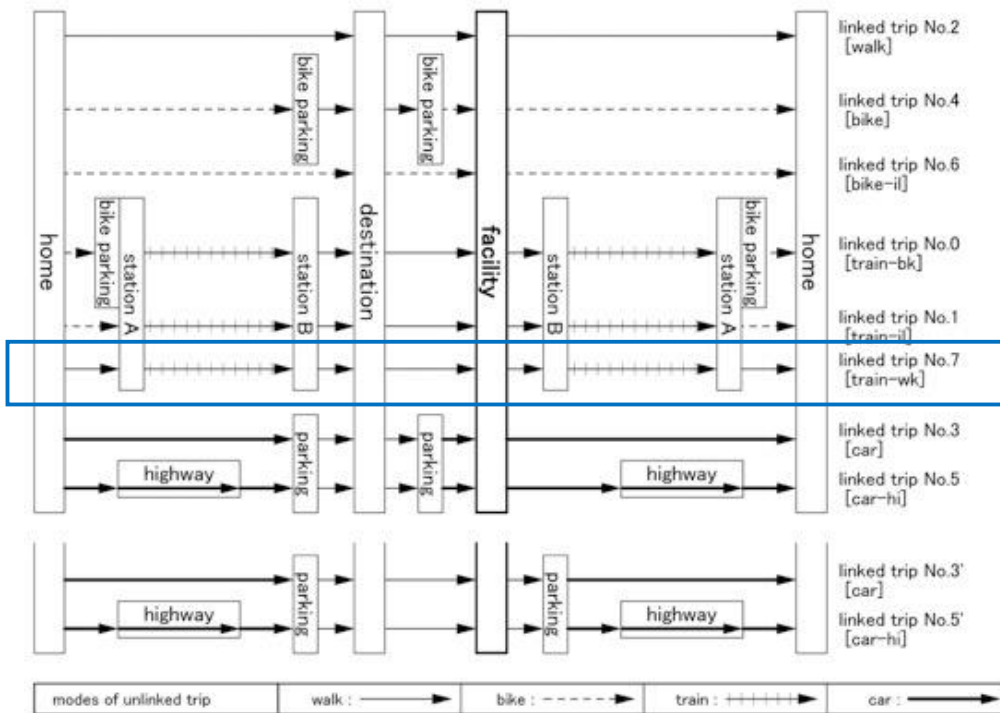 linked trip No.2
[walk]
bike parking
bike parking
linked trip No.4
[bike]
linked trip No.6
[bike-il]
home
bike parking
station A
station B
destination
facility
station B
station A
bike parking
home
linked trip No.0
[train-bk]
linked trip No.1
[train-il]
linked trip No.7
[train-wk]
parking
parking
linked trip No.3
[car]
highway
highway
linked trip No.5
[car-hi]
parking
parking
linked trip No.3'
[car]
highway
highway
linked trip No.5'
[car-hi]
modes of unlinked trip
walk :
bike :
train :
car :